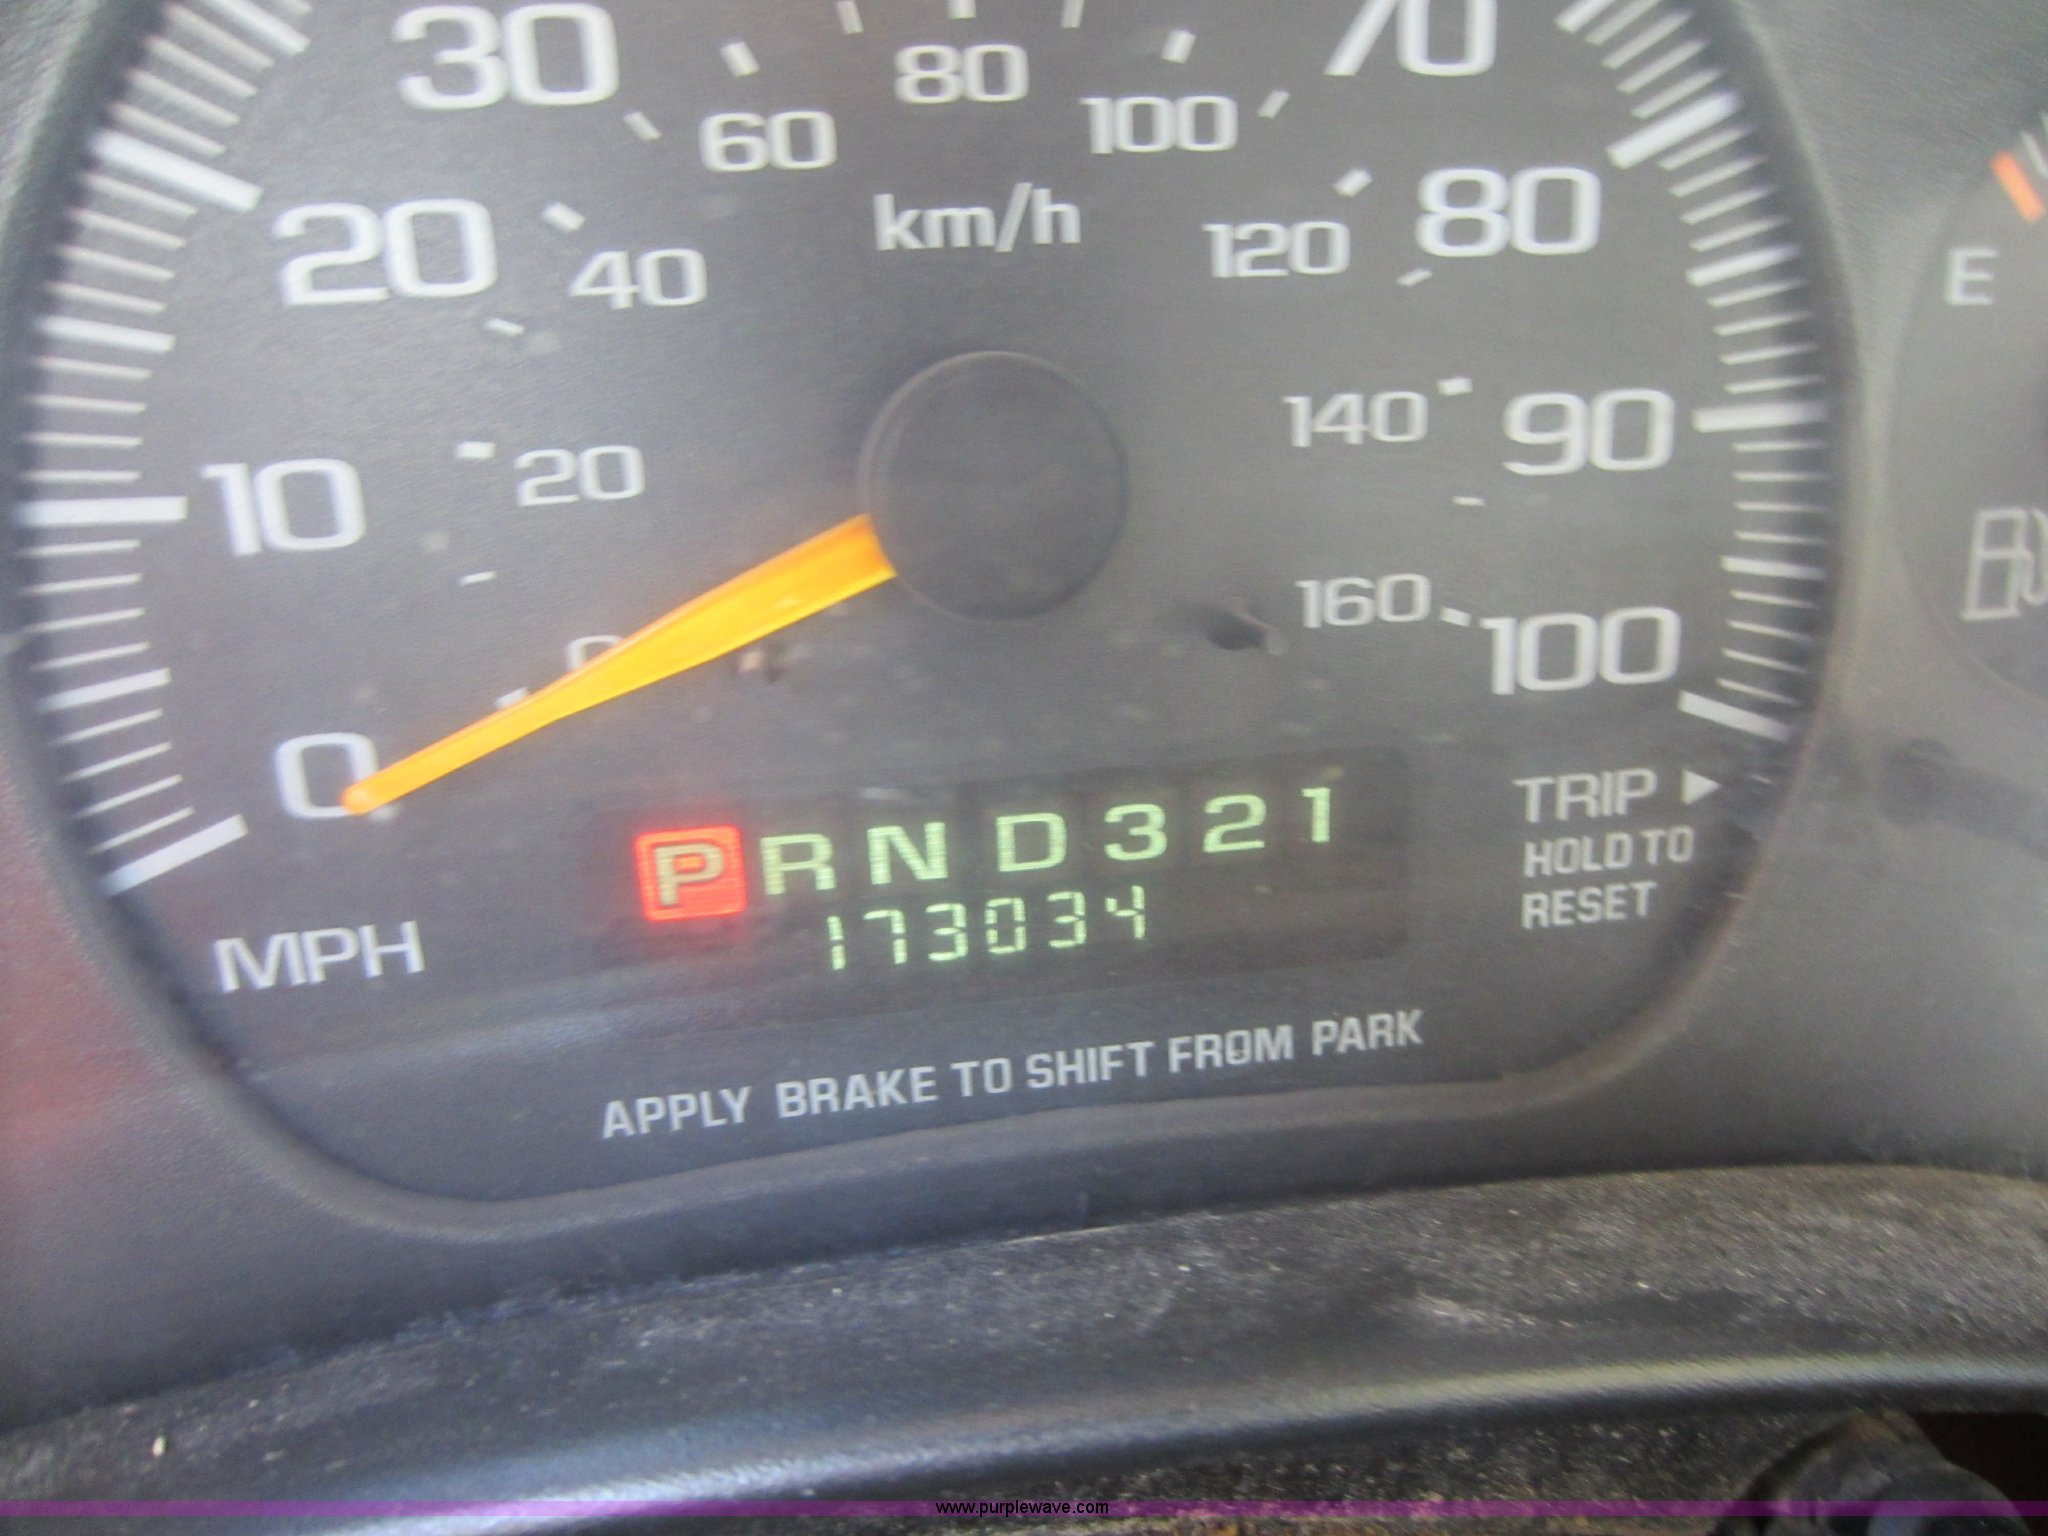 30
80
70
60
100
20
40
km/h
120
80
E
10
20
140
90
0
160
100
0
PRND321
173034
TRIP
HOLD TO
RESET
MPH
APPLY BRAKE TO SHIFT FROM PARK
www.purplewave.com